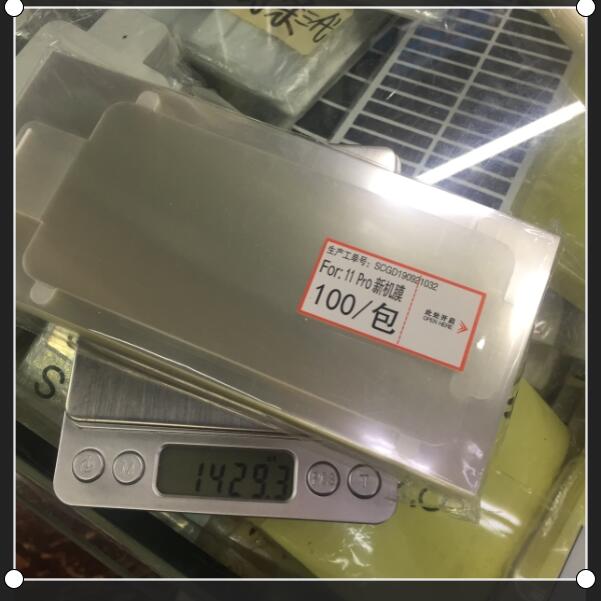 生产工单号：SCGD190921032
For: 11 Pro 新机膜
100/包
此处开启
OPEN HERE
S
1429.3
M
T